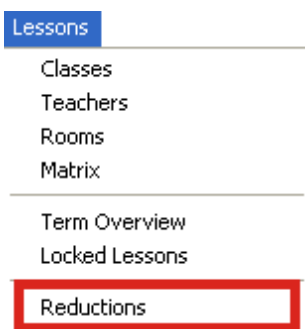 Lessons
Classes
Teachers
Rooms
Matrix
Term Overview
Locked Lessons
Reductions